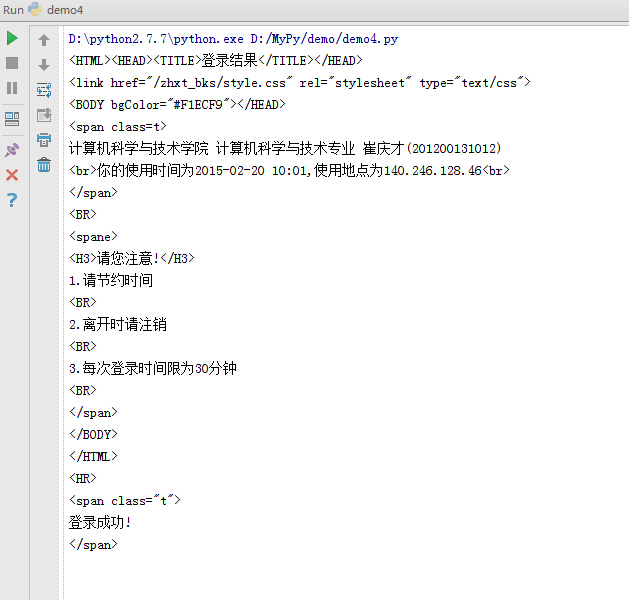 Run demo4
D:\python2.7.7\python.exe D:/MyPy/demo/demo4.py
<HTML><HEAD><TITLE>登录结果</TITLE></HEAD>
<link href="/zhxt_bks/style.css" rel="stylesheet" type="text/css">
<BODY bgColor="#F1ECF9"></HEAD>
<span class=t>
计算机科学与技术学院 计算机科学与技术专业 崔庆才(201200131012)
<br>你的使用时间为2015-02-20 10:01,使用地点为140.246.128.46<br>
</span>
<BR>
<spane>
<H3>请您注意!</H3>
1.请节约时间
<BR>
2.离开时请注销
<BR>
3.每次登录时间限为30分钟
<BR>
</span>
</BODY>
</HTML>
<HR>
<span class="t">
登录成功!
</span>